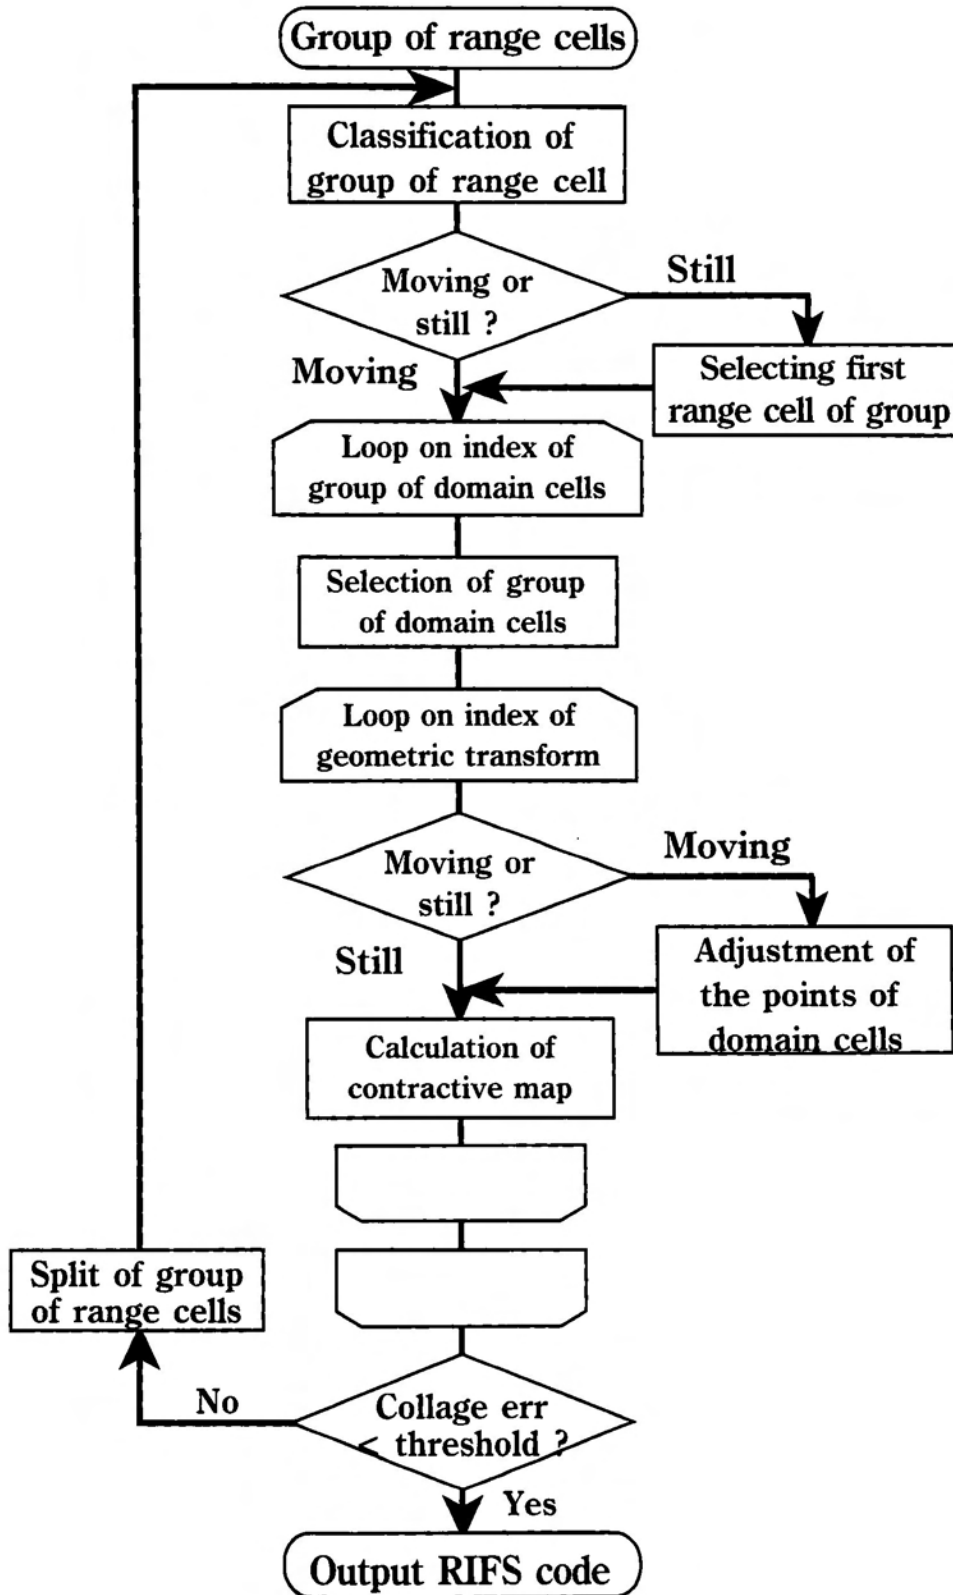 Group of range cells
Classification of
group of range cell
Moving or
still ?
Still
Moving
Selecting first
range cell of group
Loop on index of
group of domain cells
Selection of group
of domain cells
Loop on index of
geometric transform
Moving or
still ?
Moving
Still
Adjustment of
the points of
domain cells
Calculation of
contractive map
Split of group
of range cells
No
Collage err
< threshold ?
Yes
Output RIFS code